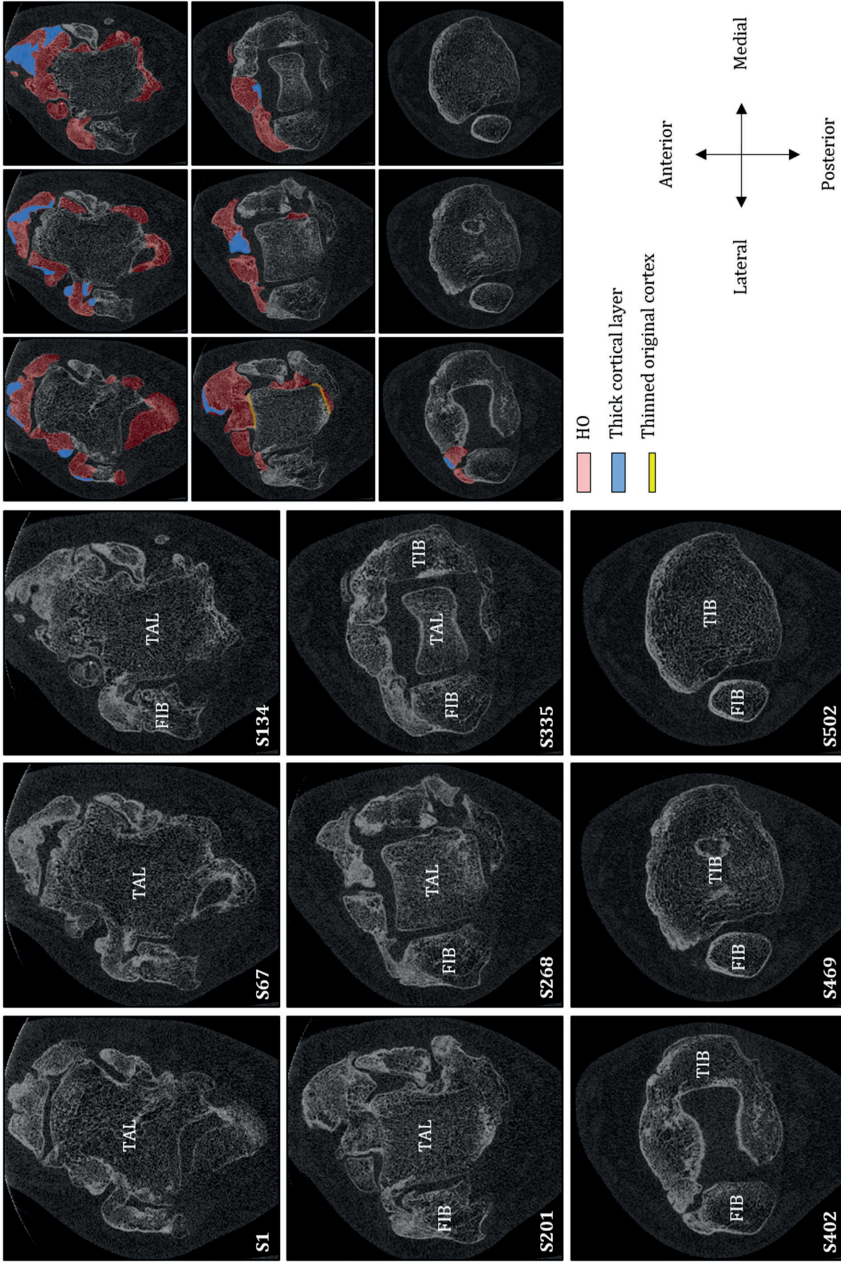 TAL
S1
TAL
S67
TAL
FIB
S134
TAL
FIB
S201
TAL
FIB
S268
TIB
TAL
FIB
S335
TIB
FIB
S402
TIB
FIB
S469
TIB
FIB
S502
HO
Thick cortical layer
Thinned original cortex
Anterior
Lateral
Medial
Posterior